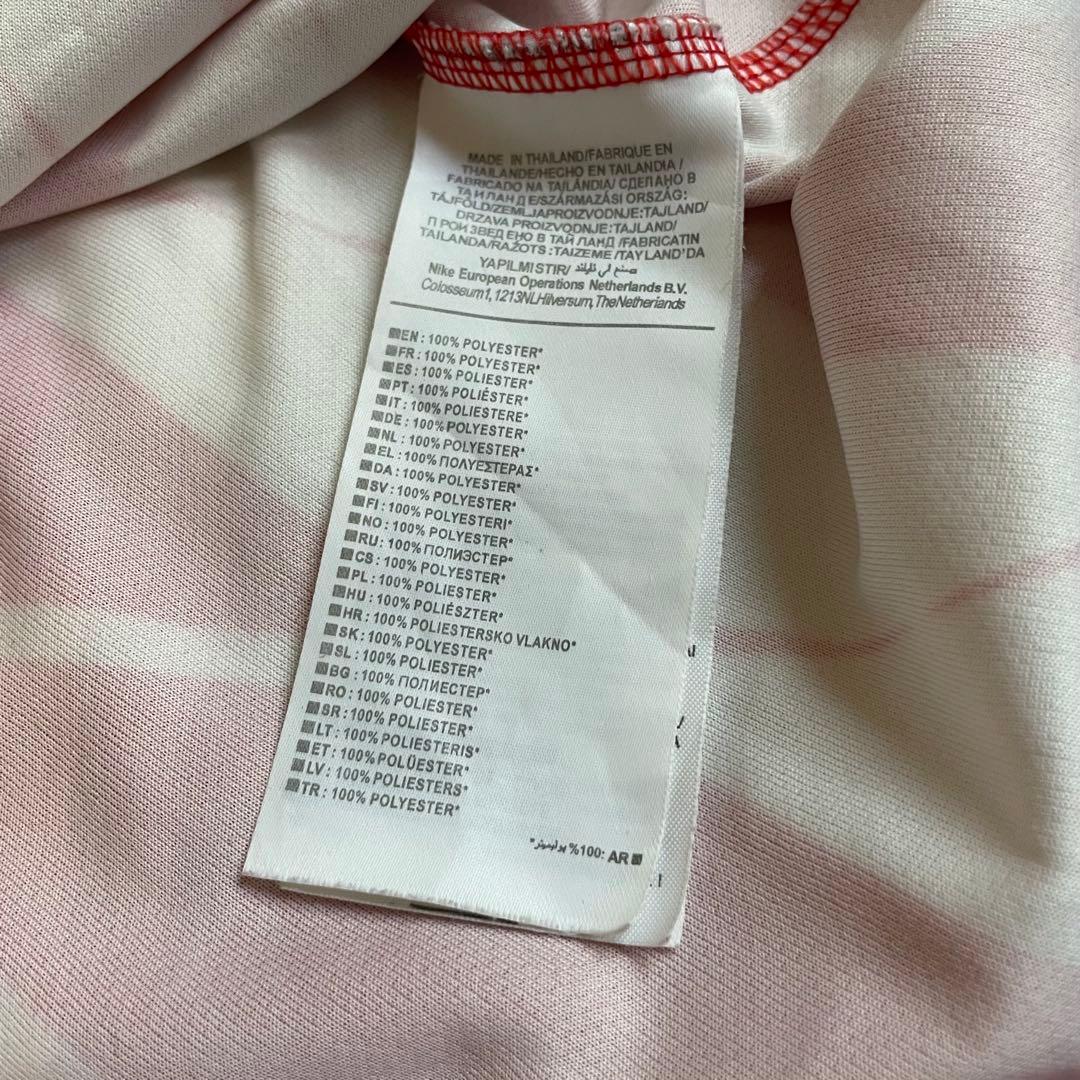 MADE IN THAILAND/FABRIQUE EN
THAILANDE/HECHO EN TAILANDIA /
FABRICADO NA TAJLÁNDIA/ СДЕЛАНО В
ТАИЛАНДЕ/SZÁRMAZÁSI ORSZÁG:
TÁJFÖLD/ZEMLJAPROIZVODNJE:TAJLAND/
DRZAVA PROIZVODNJE:TAJLAND/
ПРОИЗВЕДЕНО В ТАЙЛАНД /FABRICATIN
TAILANDA/RAŽOTS :TAIZEME /TAYLAND'DA
YAPILMISTIR/ صنع في تايلند
Nike European Operations Netherlands B.V.
Colosseum1, 1213NLHilversum, TheNetherlands
EN : 100% POLYESTER*
FR : 100% POLYESTER*
ES : 100% POLIESTER*
PT : 100% POLIÉSTER*
IT : 100% POLIESTERE*
DE : 100% POLYESTER*
NL : 100% POLYESTER*
EL : 100% ΠΟΛΥΕΣΤΕΡΑΣ*
DA : 100% POLYESTER*
SV : 100% POLYESTER*
FI : 100% POLYESTERI*
NO : 100% POLYESTER*
RU : 100% ПОЛИЭСТЕР*
CS : 100% POLYESTER*
PL : 100% POLIESTER*
HU : 100% POLIÉSZTER*
HR : 100% POLIESTERSKO VLAKNO*
SK : 100% POLYESTER*
SL : 100% POLIESTER*
BG : 100% ПОЛИЕСТЕР*
RO : 100% POLIESTER*
SR : 100% POLIESTER*
LT : 100% POLIESTERIS*
ET : 100% POLÜESTER*
LV : 100% POLIESTERS*
TR : 100% POLYESTER*
AR :100% بوليستر*